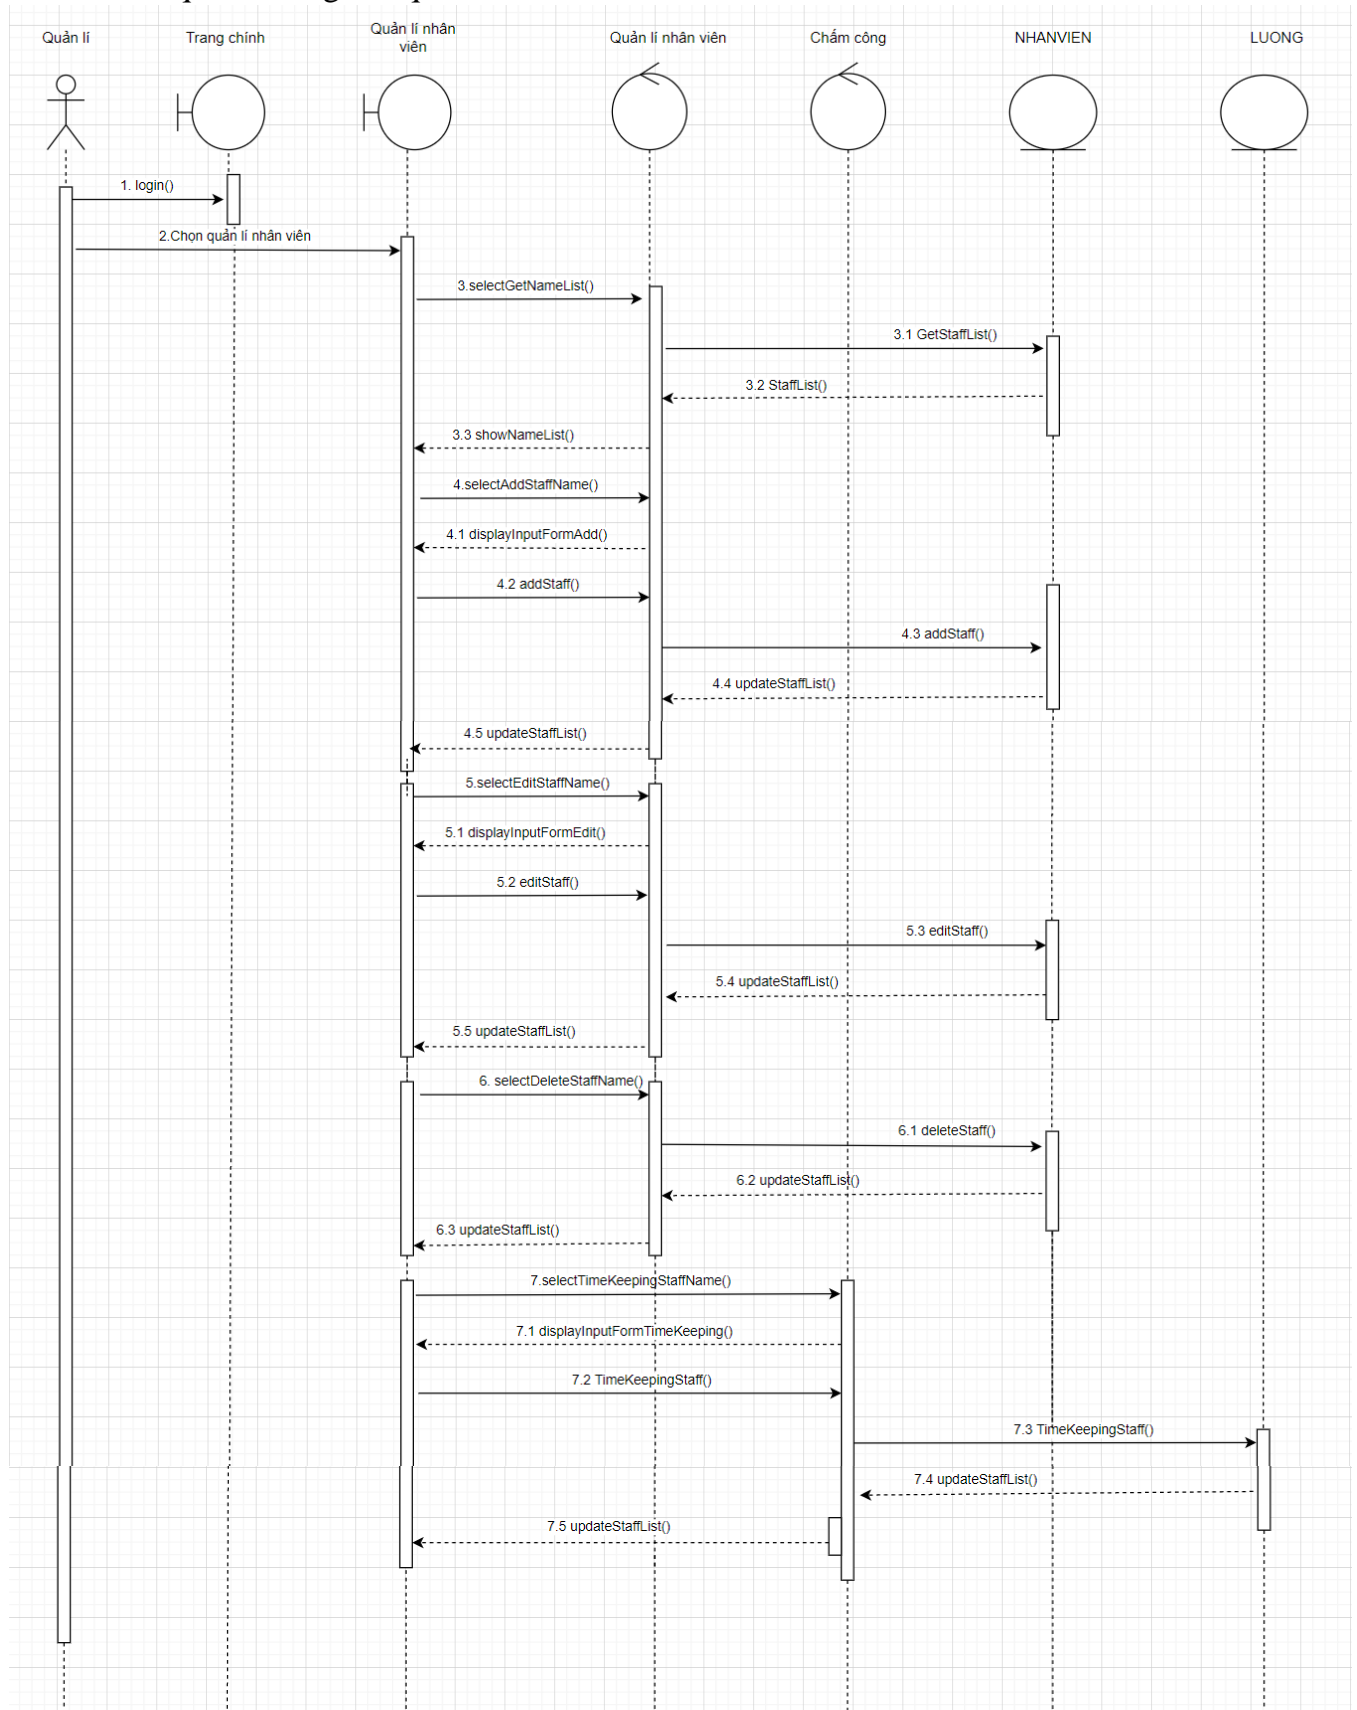 Quản lí
Trang chính
Quản lí nhân
viên
Quản lí nhân viên
Chấm công
NHANVIEN
LUONG
1. login()
2.Chọn quản lí nhân viên
3.selectGetNameList()
3.1 GetStaffList()
3.2 StaffList()
3.3 showNameList()
4.selectAddStaffName()
4.1 displayInputFormAdd()
4.2 addStaff()
4.3 addStaff()
4.4 updateStaffList()
4.5 updateStaffList()
5.selectEditStaffName()
5.1 displayInputFormEdit()
5.2 editStaff()
5.3 editStaff()
5.4 updateStaffList()
5.5 updateStaffList()
6. selectDeleteStaffName()
6.1 deleteStaff()
6.2 updateStaffList()
6.3 updateStaffList()
7.selectTimeKeepingStaffName()
7.1 displayInputFormTimeKeeping()
7.2 TimeKeepingStaff()
7.3 TimeKeepingStaff()
7.4 updateStaffList()
7.5 updateStaffList()